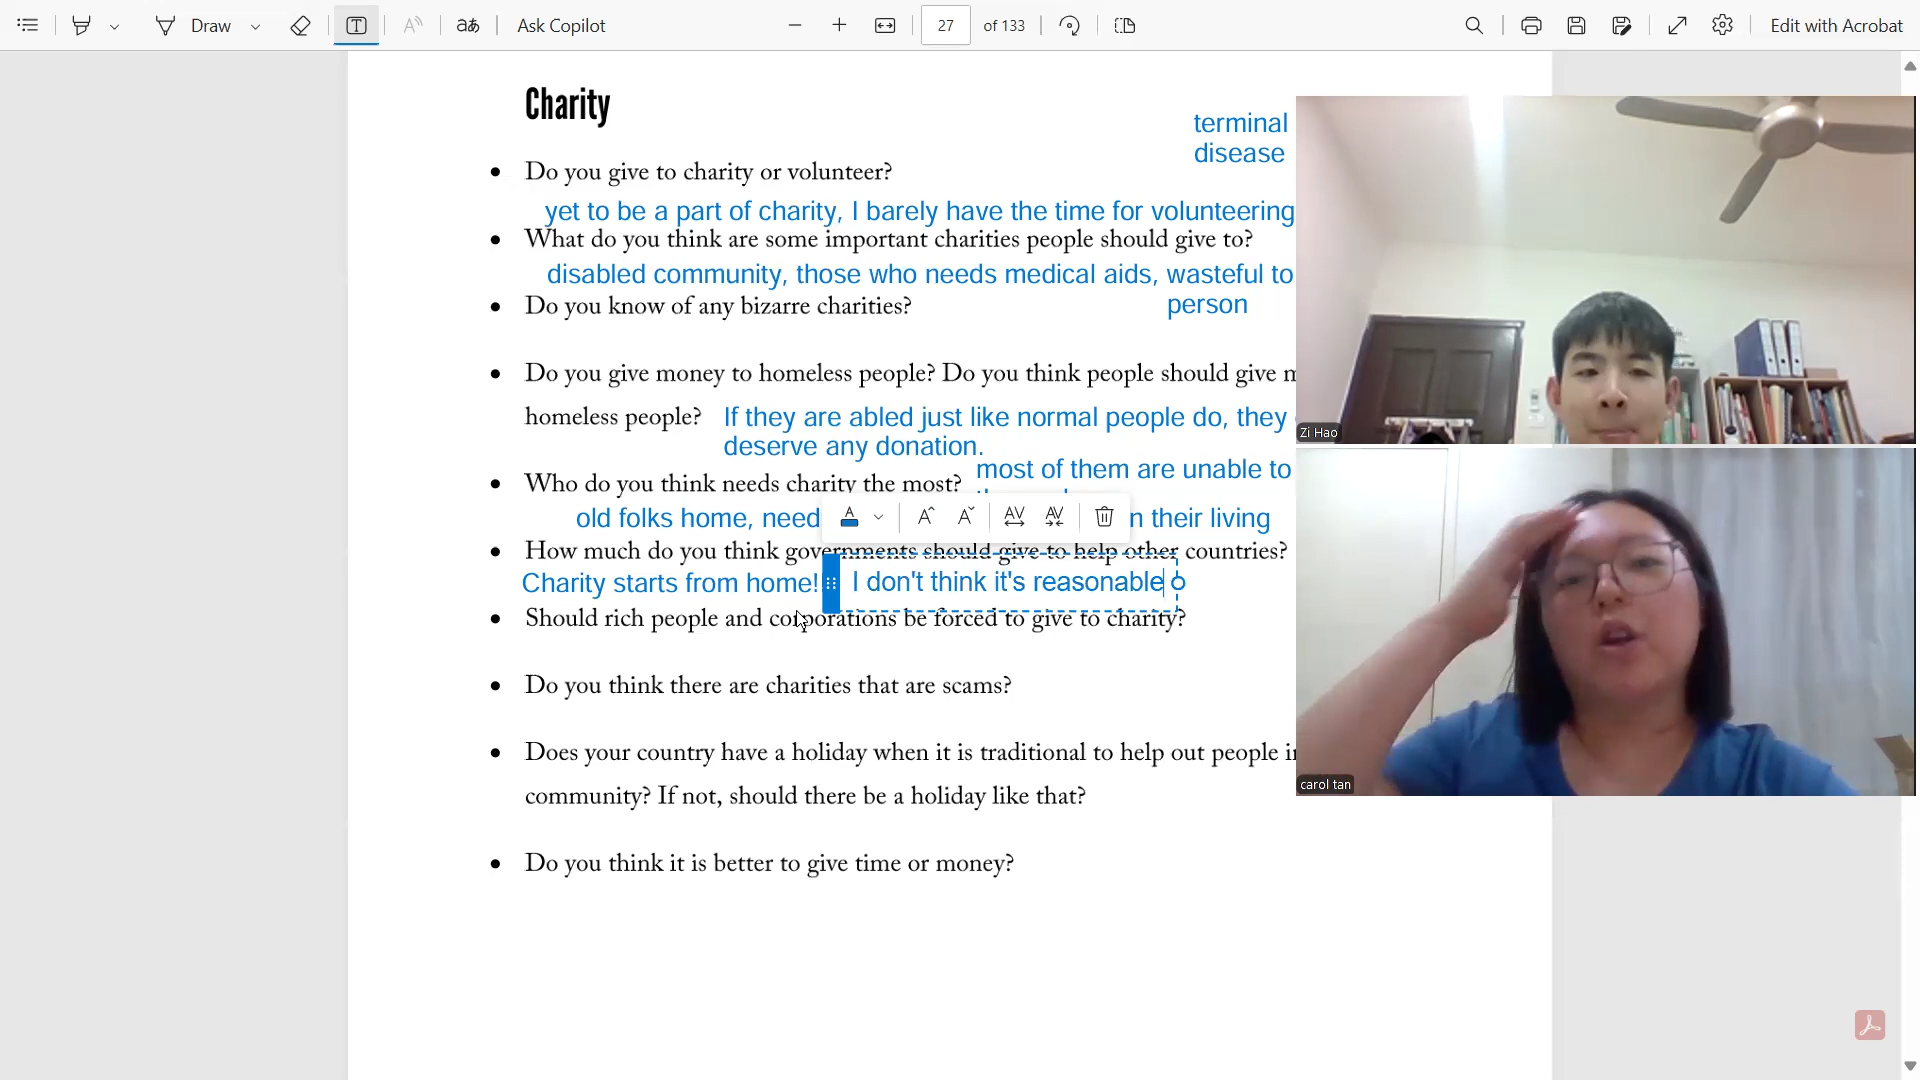 Draw
Ask Copilot
27 of 133
Edit with Acrobat
Charity
terminal
disease
Do you give to charity or volunteer?
yet to be a part of charity, I barely have the time for volunteering
What do you think are some important charities people should give to?
disabled community, those who needs medical aids, wasteful to
person
Do you know of any bizarre charities?
Do you give money to homeless people? Do you think people should give
homeless people?
If they are abled just like normal people do, they
deserve any donation.
Who do you think needs charity the most?
most of them are unable to
old folks home, need
n their living
How much do you think governments should give to help other countries?
Charity starts from home!
I don't think it's reasonable
Should rich people and corporations be forced to give to charity?
Do you think there are charities that are scams?
Does your country have a holiday when it is traditional to help out people
community? If not, should there be a holiday like that?
Do you think it is better to give time or money?
Zi Hao
carol tan